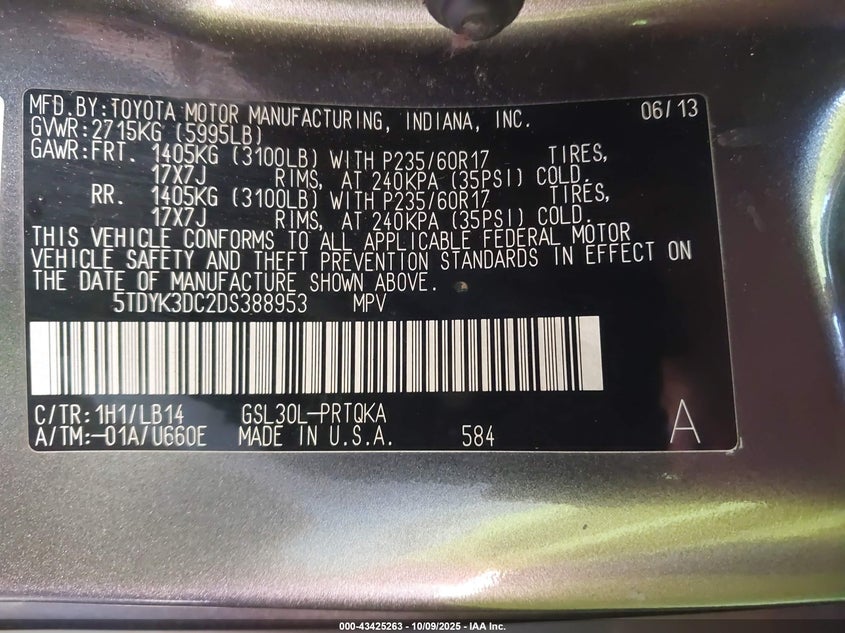 MFD. BY: TOYOTA MOTOR MANUFACTURING, INDIANA, INC. 06/13
GVWR: 2715KG (5995LB)
GAWR: FRT. 1405KG (3100LB) WITH P235/60R17 TIRES,
17X7J RIMS, AT 240KPA (35PSI) COLD.
RR. 1405KG (3100LB) WITH P235/60R17 TIRES,
17X7J RIMS, AT 240KPA (35PSI) COLD.
THIS VEHICLE CONFORMS TO ALL APPLICABLE FEDERAL MOTOR
VEHICLE SAFETY AND THEFT PREVENTION STANDARDS IN EFFECT ON
THE DATE OF MANUFACTURE SHOWN ABOVE.
5TDYK3DC2DS388953 MPV
C/TR: 1H1/LB14 GSL30L-PRTQKA
A/TM: -01A/U660E MADE IN U.S.A. 584 A
000-43425263 - 10/09/2025 - IAA Inc.